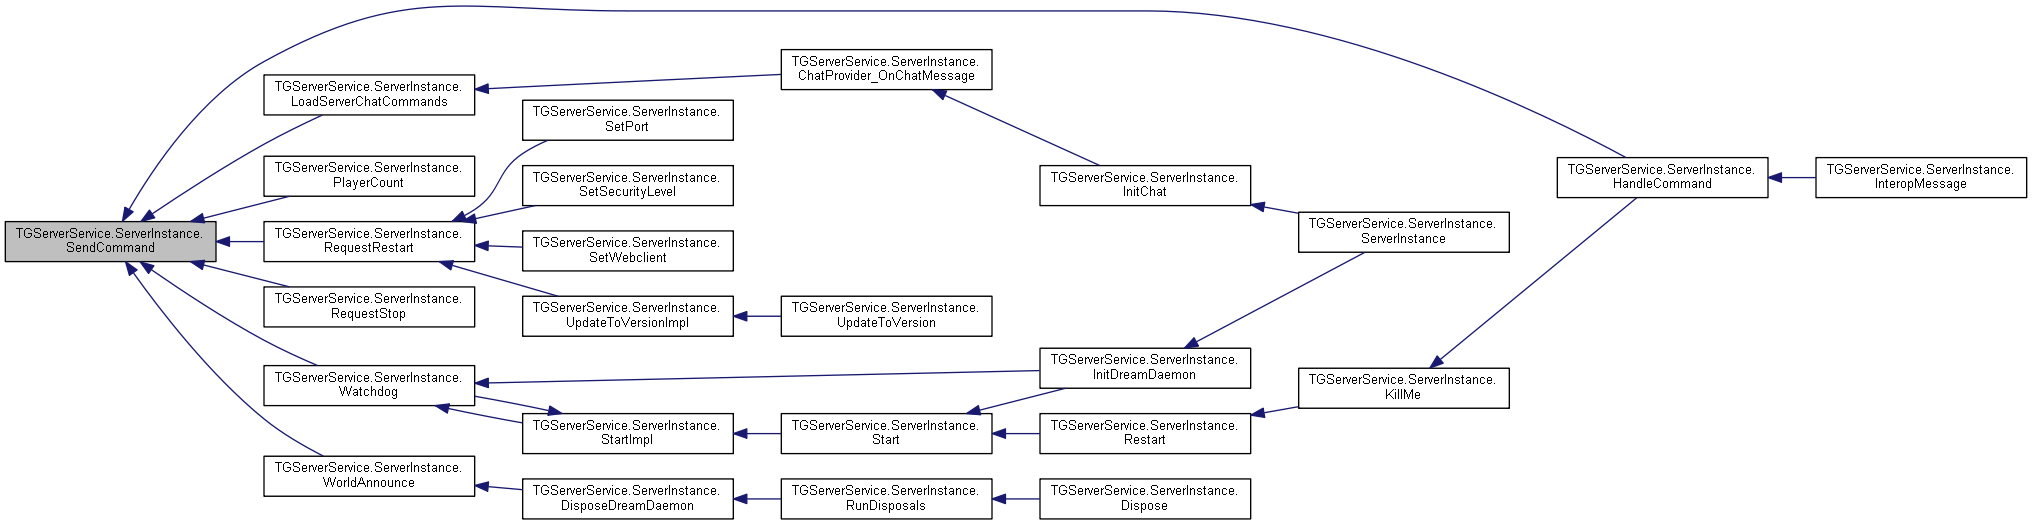 TGServerService.ServerInstance.
SendCommand
TGServerService.ServerInstance.
LoadServerChatCommands
TGServerService.ServerInstance.
PlayerCount
TGServerService.ServerInstance.
RequestRestart
TGServerService.ServerInstance.
RequestStop
TGServerService.ServerInstance.
Watchdog
TGServerService.ServerInstance.
WorldAnnounce
TGServerService.ServerInstance.
SetPort
TGServerService.ServerInstance.
SetSecurityLevel
TGServerService.ServerInstance.
SetWebclient
TGServerService.ServerInstance.
UpdateToVersionImpl
TGServerService.ServerInstance.
StartImpl
TGServerService.ServerInstance.
DisposeDreamDaemon
TGServerService.ServerInstance.
ChatProvider_OnChatMessage
TGServerService.ServerInstance.
UpdateToVersion
TGServerService.ServerInstance.
Start
TGServerService.ServerInstance.
RunDisposals
TGServerService.ServerInstance.
InitChat
TGServerService.ServerInstance.
InitDreamDaemon
TGServerService.ServerInstance.
Restart
TGServerService.ServerInstance.
Dispose
TGServerService.ServerInstance.
ServerInstance
TGServerService.ServerInstance.
KillMe
TGServerService.ServerInstance.
HandleCommand
TGServerService.ServerInstance.
InteropMessage